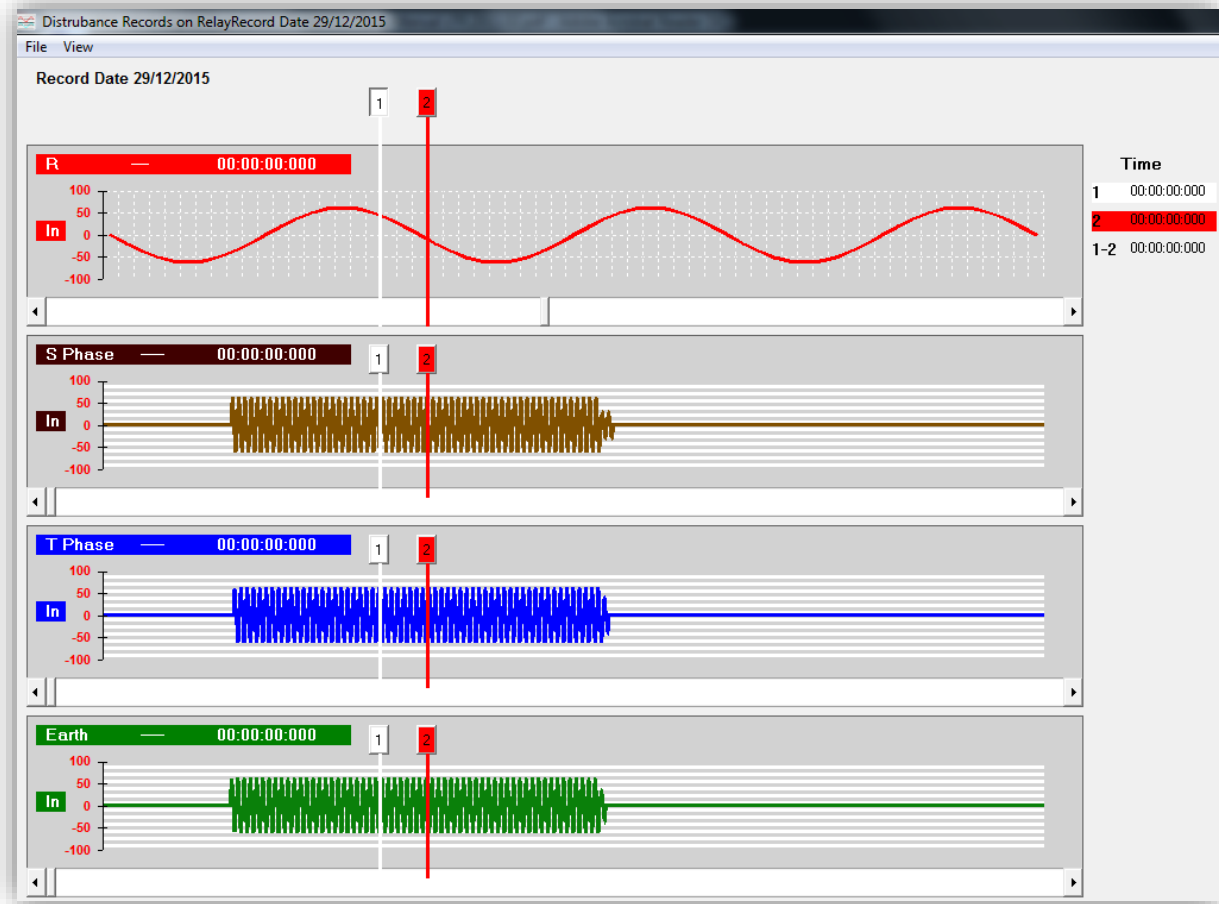 Distrubance Records on RelayRecord Date 29/12/2015
File View
Record Date 29/12/2015
1 2
R — 00:00:00:000
100
50
In 0
-50
-100
Time
1 00:00:00:000
2 00:00:00:000
1-2 00:00:00:000
S Phase — 00:00:00:000 1 2
100
50
In 0
-50
-100
T Phase — 00:00:00:000 1 2
100
50
In 0
-50
-100
Earth — 00:00:00:000 1 2
100
50
In 0
-50
-100